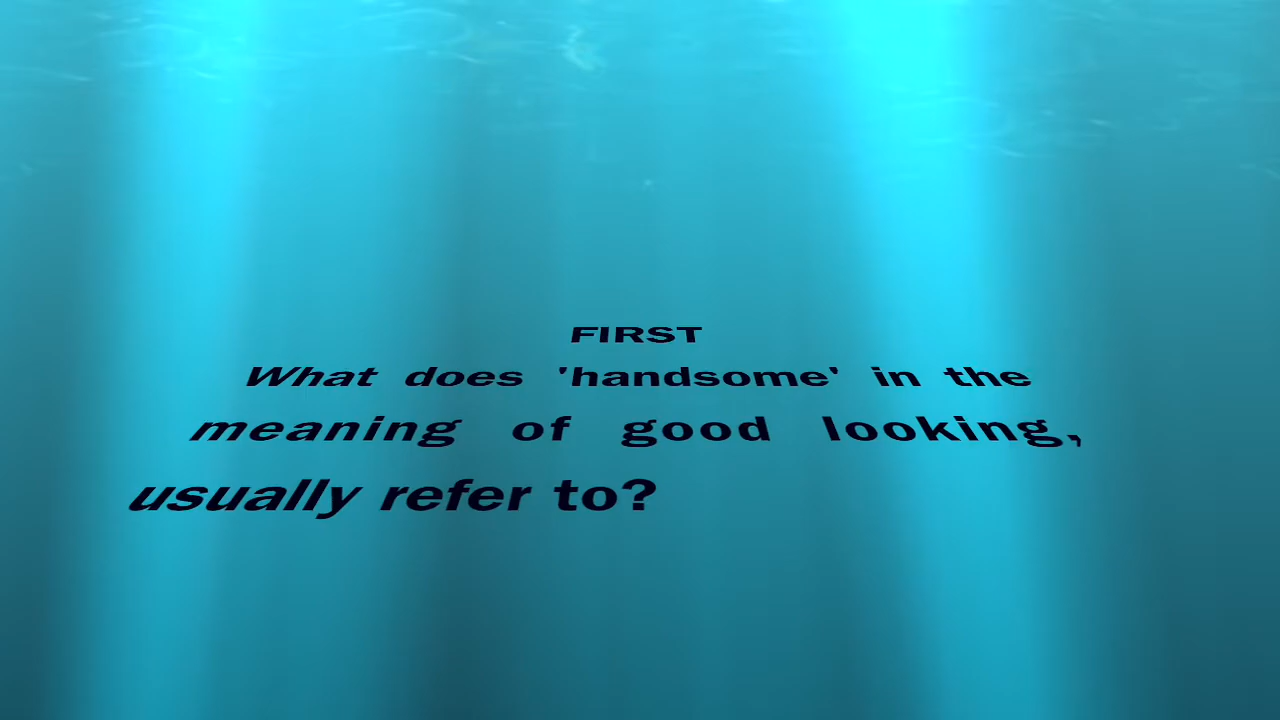 FIRST
What does 'handsome' in the
meaning of good looking,
usually refer to?